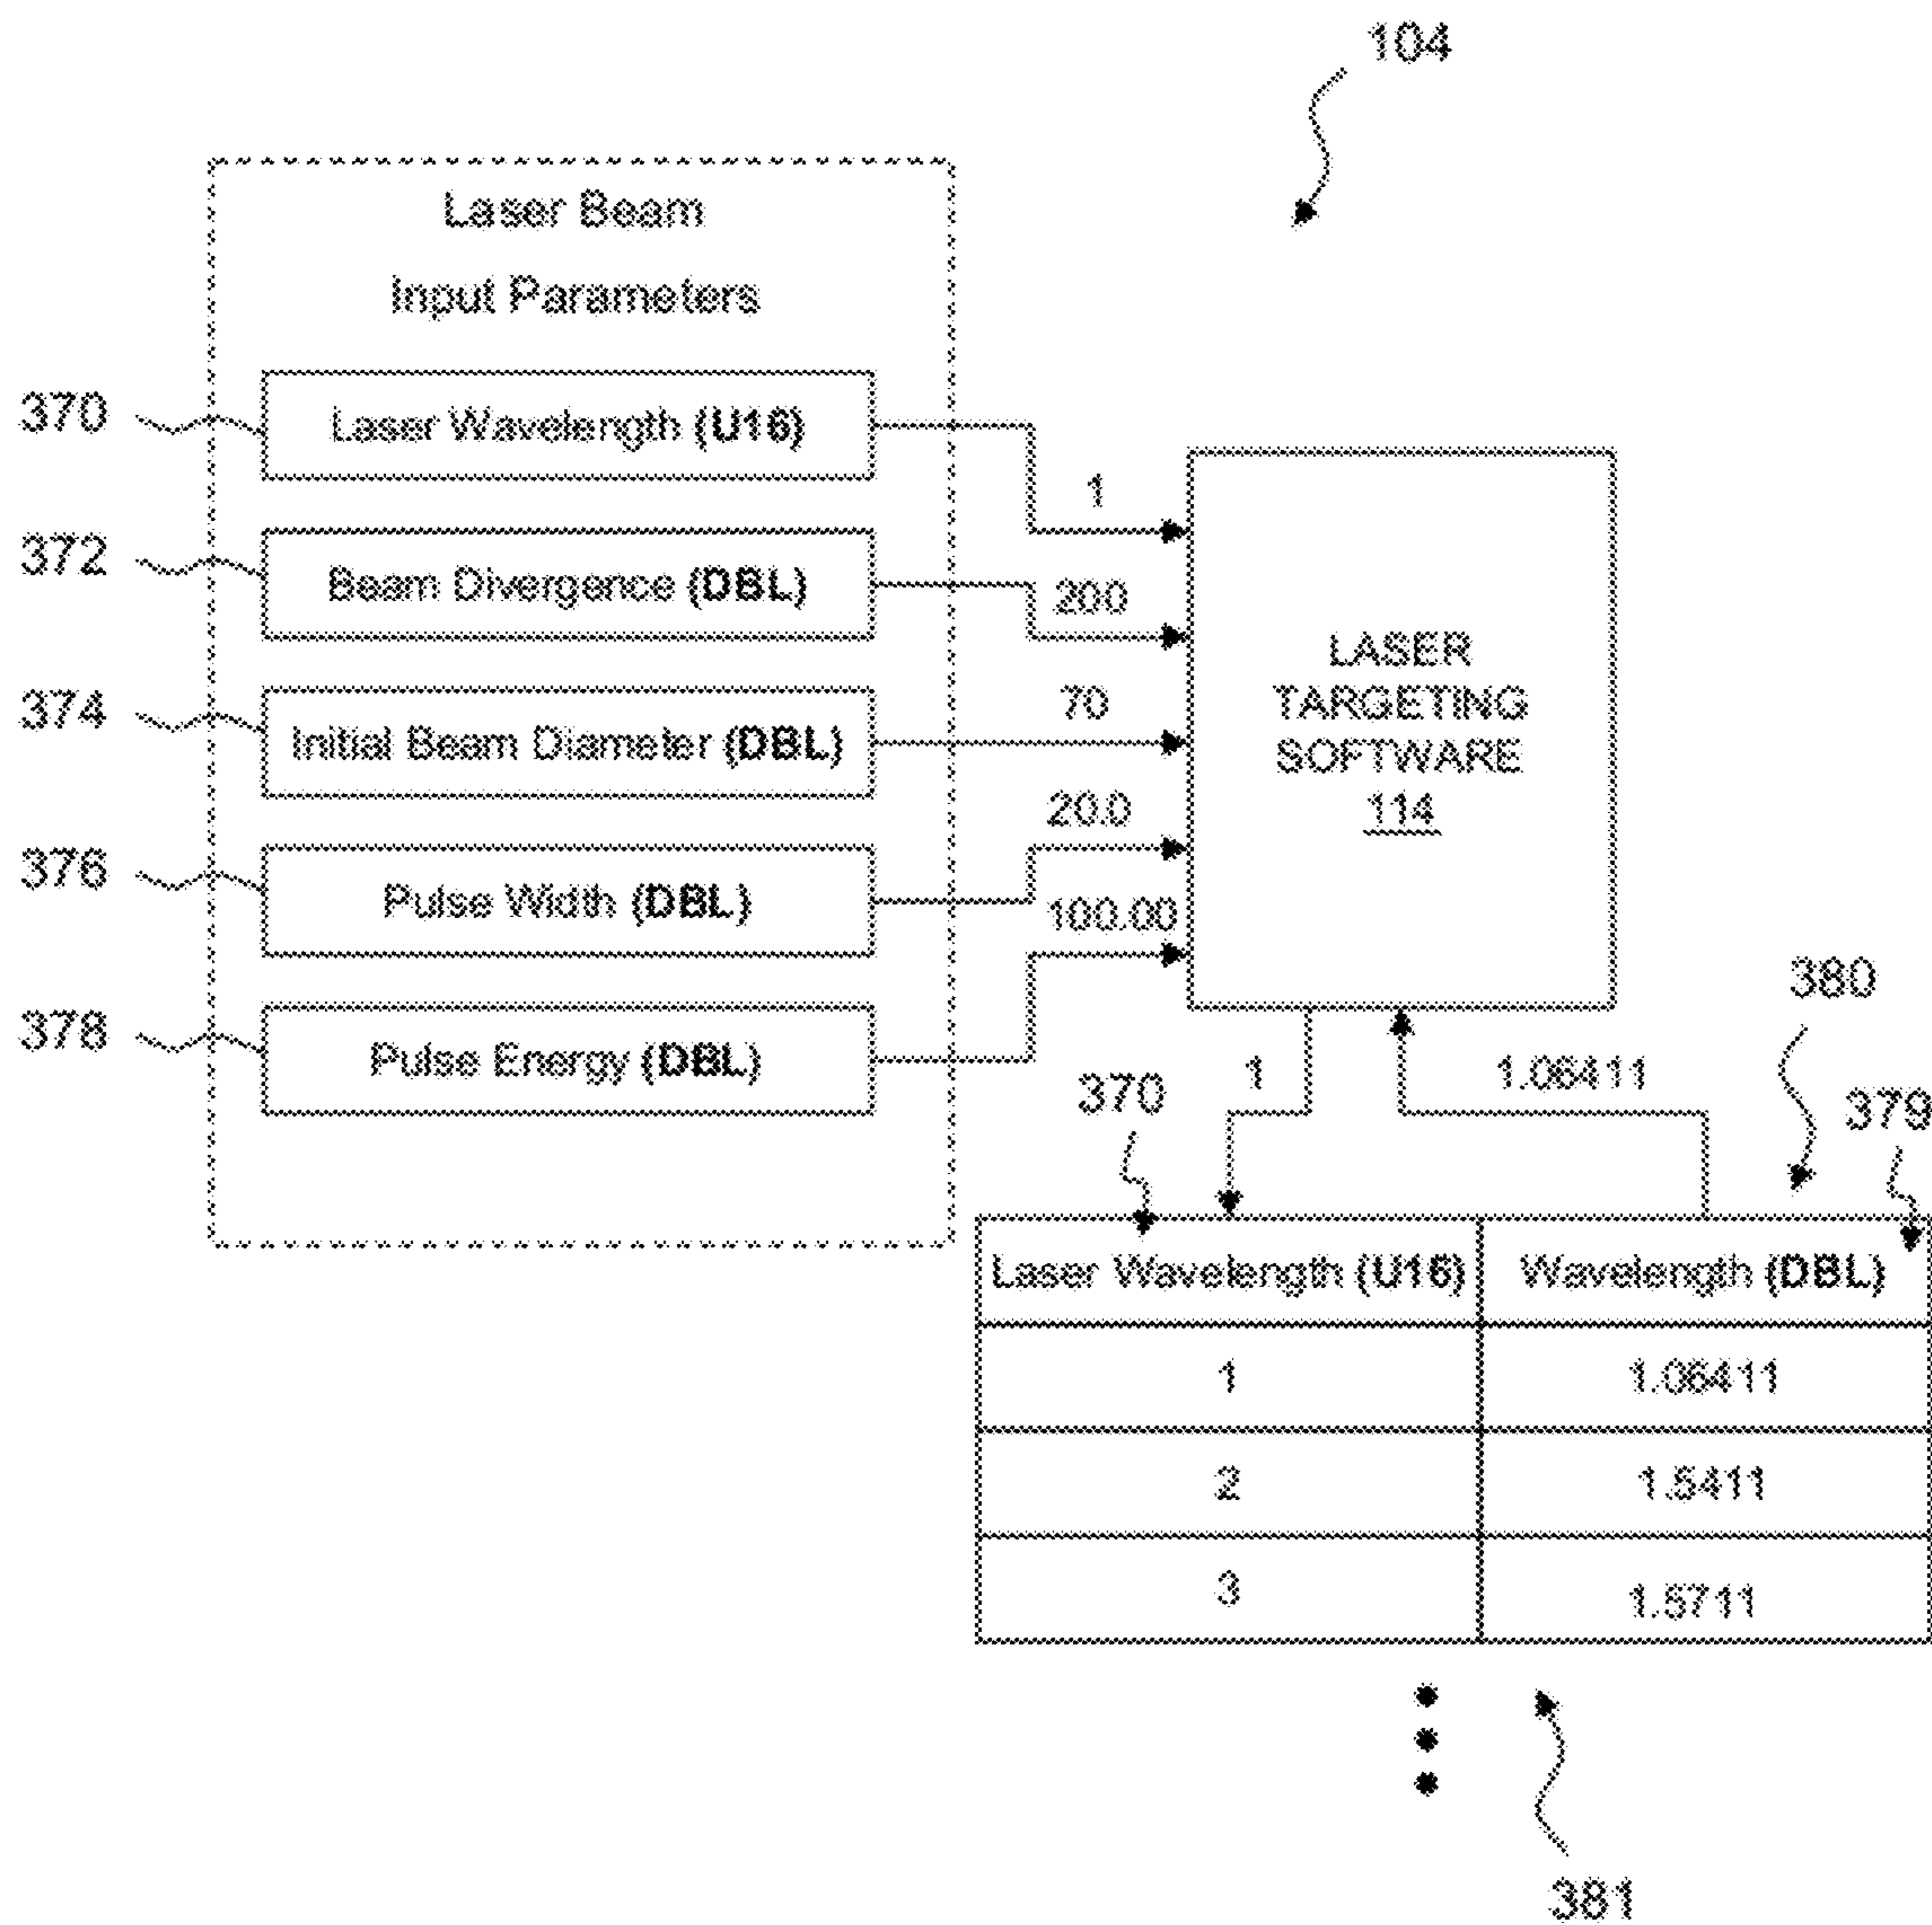 104
Laser Beam
Input Parameters
370
Laser Wavelength (U16)
1
372
Beam Divergence (DBL)
200
374
Initial Beam Diameter (DBL)
70
376
Pulse Width (DBL)
20.0
378
Pulse Energy (DBL)
100.00
LASER
TARGETING
SOFTWARE
114
380
1
1.06411
370
379
Laser Wavelength (U16) Wavelength (DBL)
1 1.06411
2 1.5411
3 1.5711
381